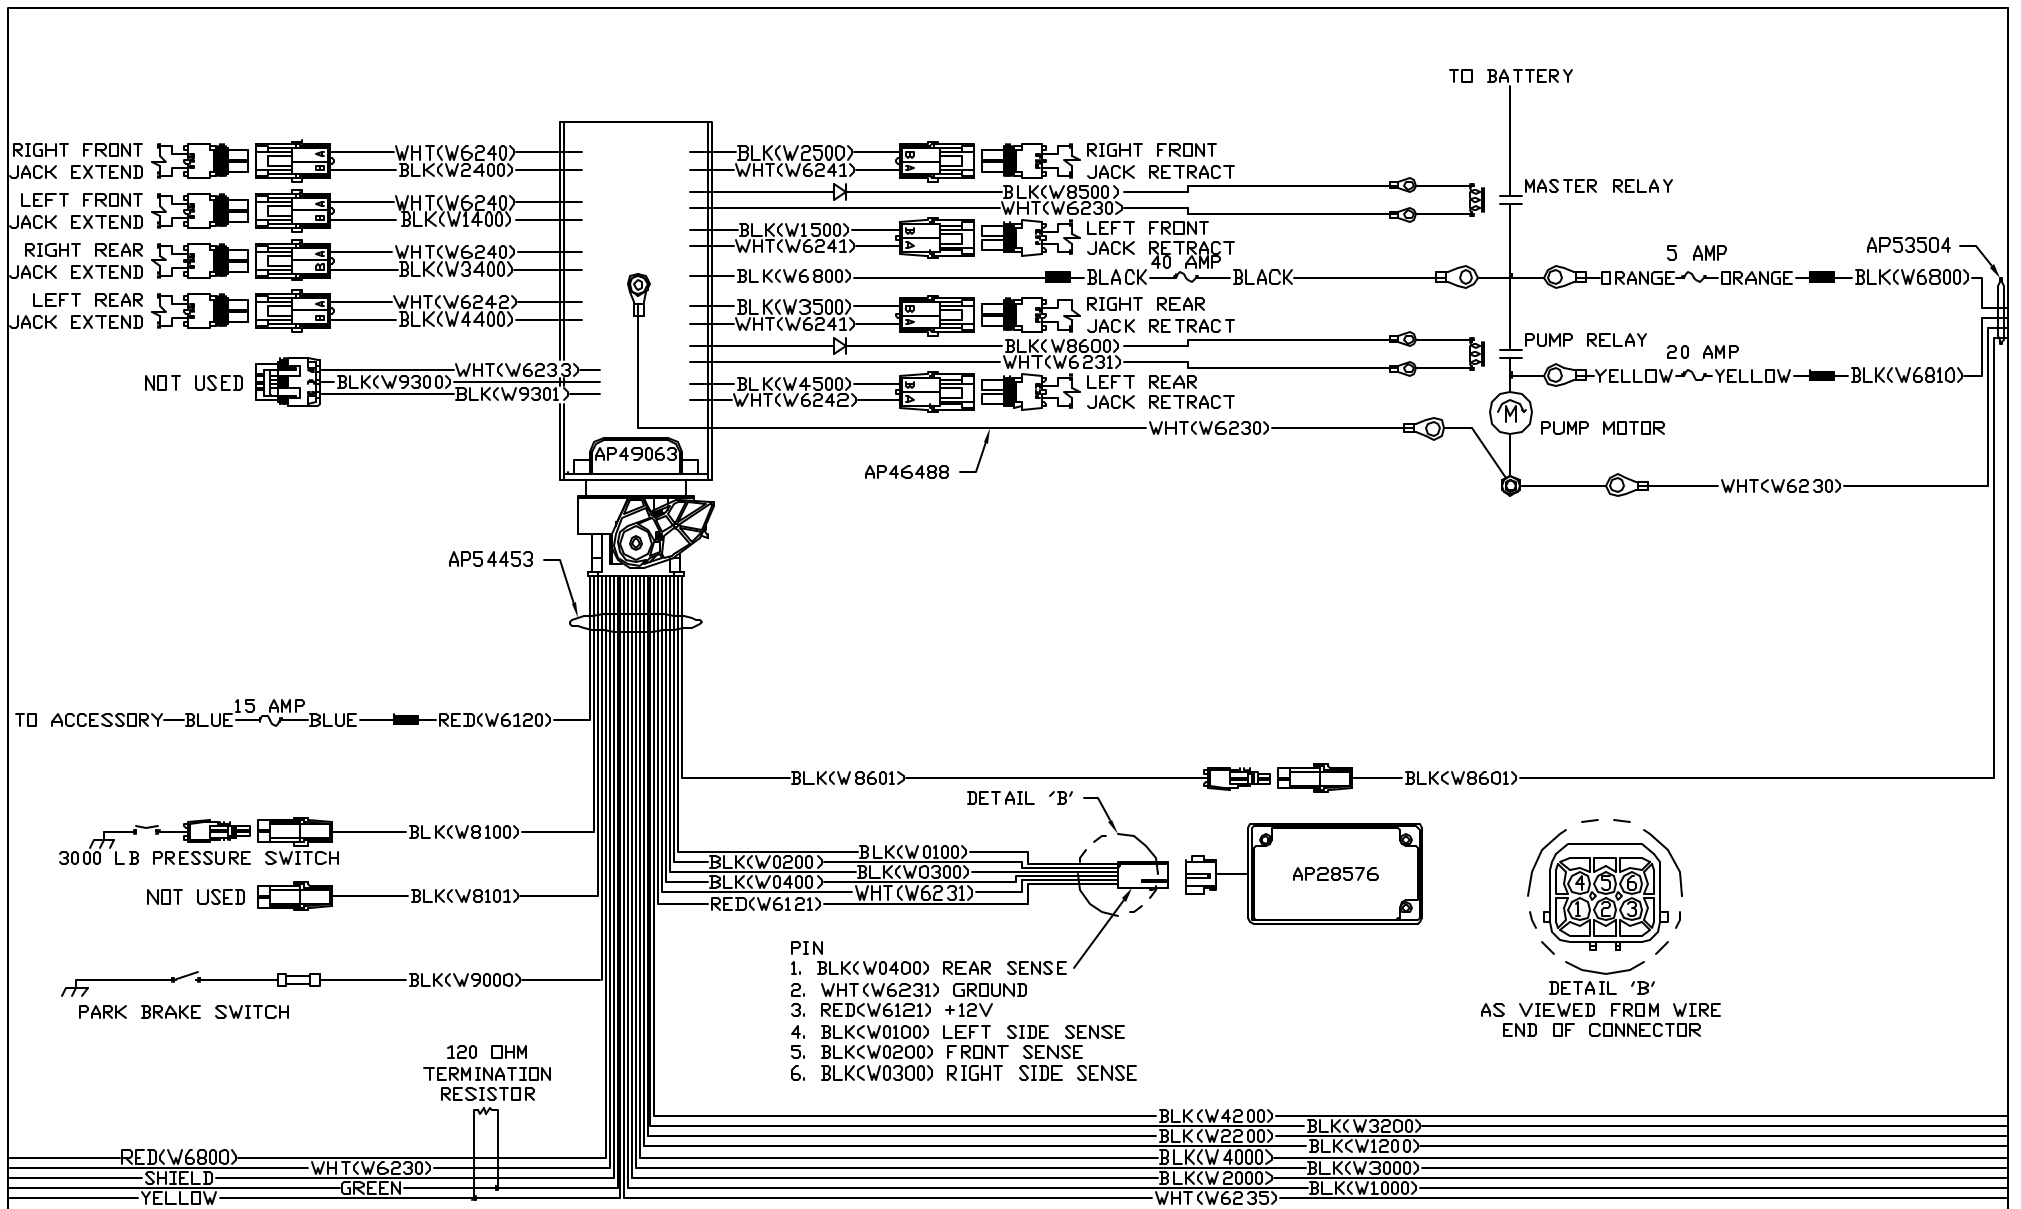 TO BATTERY
RIGHT FRONT
JACK EXTEND
A
B
WHT(W6240)
BLK(W2400)
LEFT FRONT
JACK EXTEND
A
B
WHT(W6240)
BLK(W1400)
RIGHT REAR
JACK EXTEND
A
B
WHT(W6240)
BLK(W3400)
LEFT REAR
JACK EXTEND
A
B
WHT(W6242)
BLK(W4400)
NOT USED
WHT(W6233)
BLK(W9300)
BLK(W9301)
BLK(W2500)
WHT(W6241)
B
A
RIGHT FRONT
JACK RETRACT
BLK(W8500)
WHT(W6230)
MASTER RELAY
BLK(W1500)
WHT(W6241)
B
A
LEFT FRONT
JACK RETRACT
BLK(W6800)
BLACK
40 AMP
BLACK
5 AMP
ORANGE
ORANGE
BLK(W6800)
AP53504
BLK(W3500)
WHT(W6241)
B
A
RIGHT REAR
JACK RETRACT
BLK(W8600)
WHT(W6231)
PUMP RELAY
20 AMP
YELLOW
YELLOW
BLK(W6810)
BLK(W4500)
WHT(W6242)
B
A
LEFT REAR
JACK RETRACT
M
PUMP MOTOR
WHT(W6230)
AP46488
WHT(W6230)
AP49063
AP54453
TO ACCESSORY
BLUE
15 AMP
BLUE
RED(W6120)
BLK(W8601)
BLK(W8601)
BLK(W8100)
3000 LB PRESSURE SWITCH
NOT USED
BLK(W8101)
DETAIL 'B'
BLK(W0100)
BLK(W0200)
BLK(W0300)
BLK(W0400)
WHT(W6231)
RED(W6121)
AP28576
4 5 6
1 2 3
DETAIL 'B'
AS VIEWED FROM WIRE
END OF CONNECTOR
BLK(W9000)
PARK BRAKE SWITCH
PIN
1. BLK(W0400) REAR SENSE
2. WHT(W6231) GROUND
3. RED(W6121) +12V
4. BLK(W0100) LEFT SIDE SENSE
5. BLK(W0200) FRONT SENSE
6. BLK(W0300) RIGHT SIDE SENSE
120 OHM
TERMINATION
RESISTOR
RED(W6800)
WHT(W6230)
SHIELD
GREEN
YELLOW
BLK(W4200)
BLK(W3200)
BLK(W2200)
BLK(W1200)
BLK(W4000)
BLK(W3000)
BLK(W2000)
BLK(W1000)
WHT(W6235)